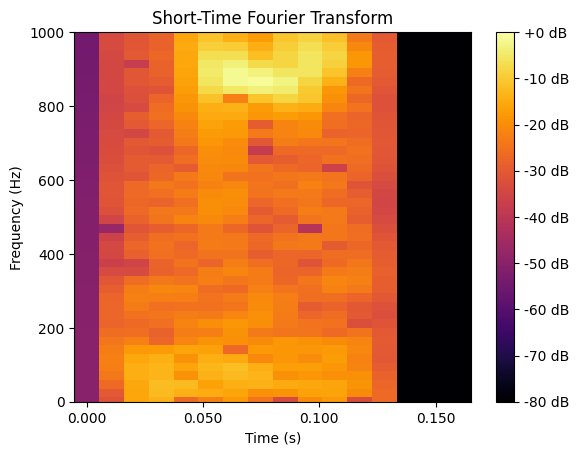 Short-Time Fourier Transform
1000
800
600
400
200
0
Frequency (Hz)
0.000
0.050
0.100
0.150
Time (s)
+0 dB
-10 dB
-20 dB
-30 dB
-40 dB
-50 dB
-60 dB
-70 dB
-80 dB